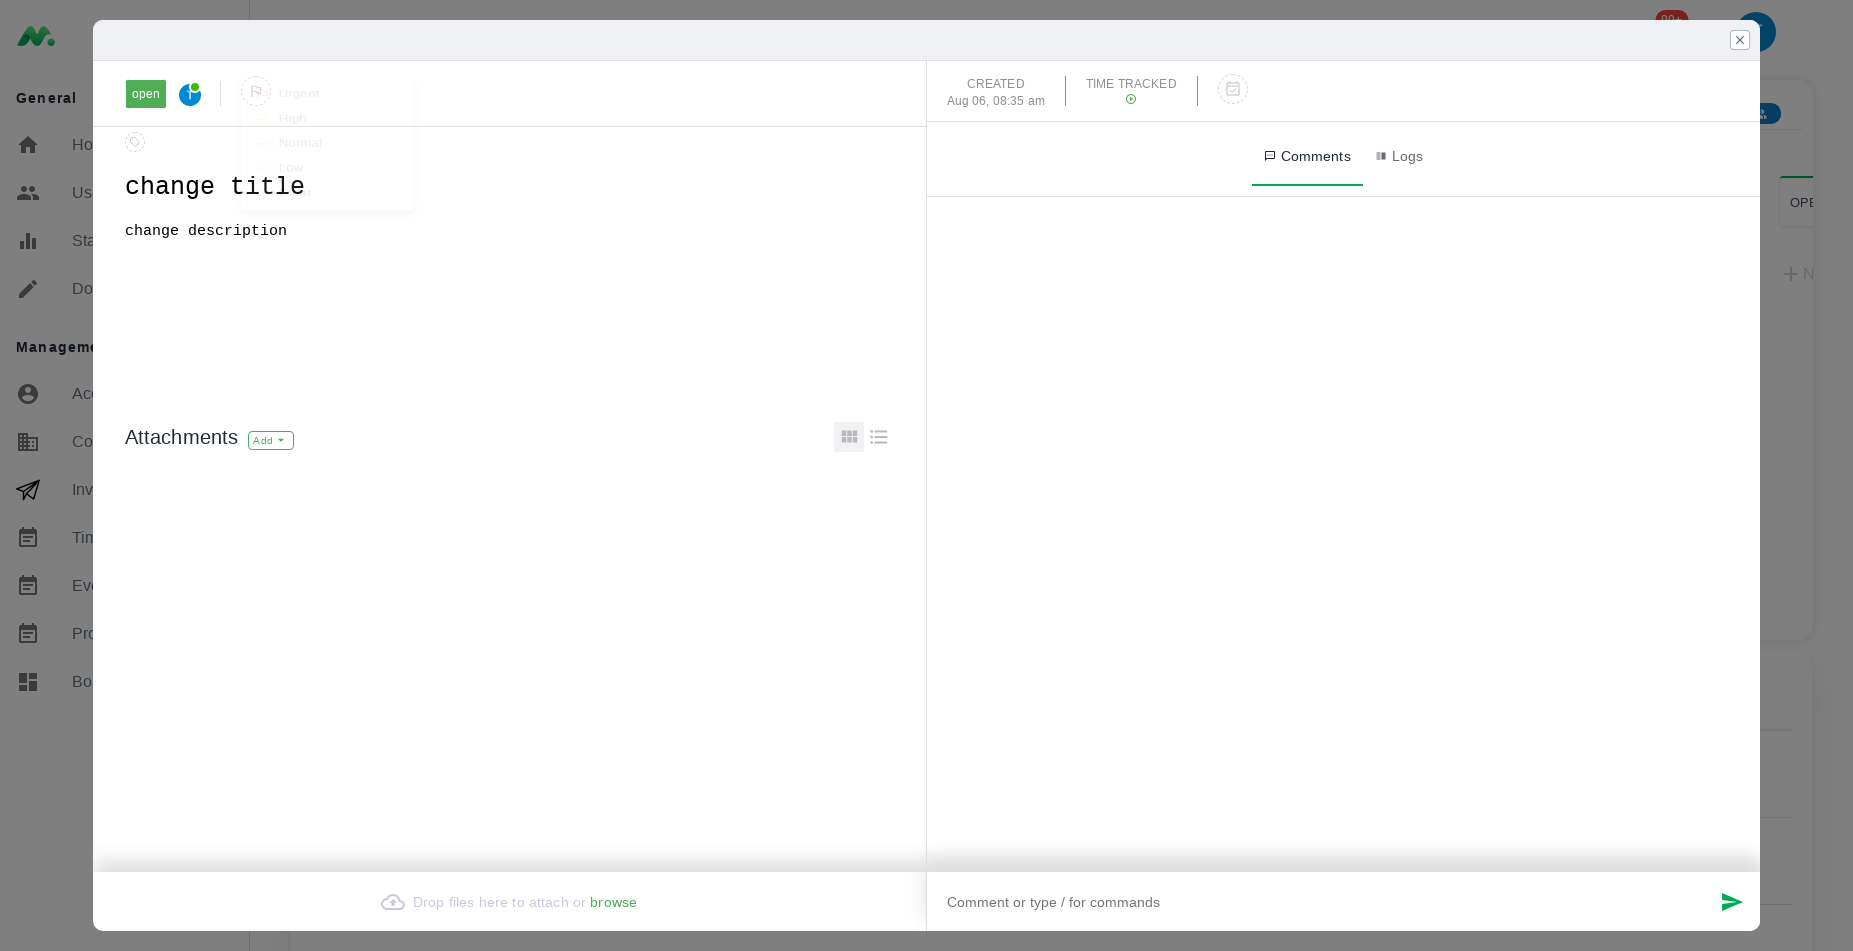 99+
General
Ho
Us
Sta
Do
Manageme
Acc
Co
Inv
Tim
Eve
Pro
Bo
open
T
Urgent
High
Normal
Low
CREATED
Aug 06, 08:35 am
TIME TRACKED
Comments
Logs
change title
change description
OPE
N
Attachments
Add
Drop files here to attach or browse
Comment or type / for commands